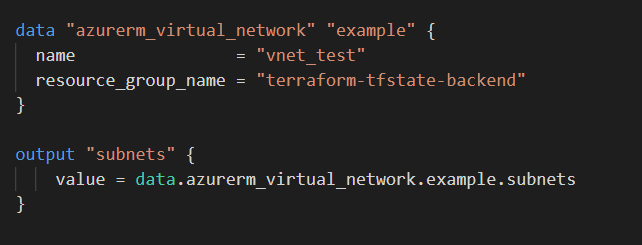 data "azurerm_virtual_network" "example" {
  name                = "vnet_test"
  resource_group_name = "terraform-tfstate-backend"
}

output "subnets" {
    value = data.azurerm_virtual_network.example.subnets
}